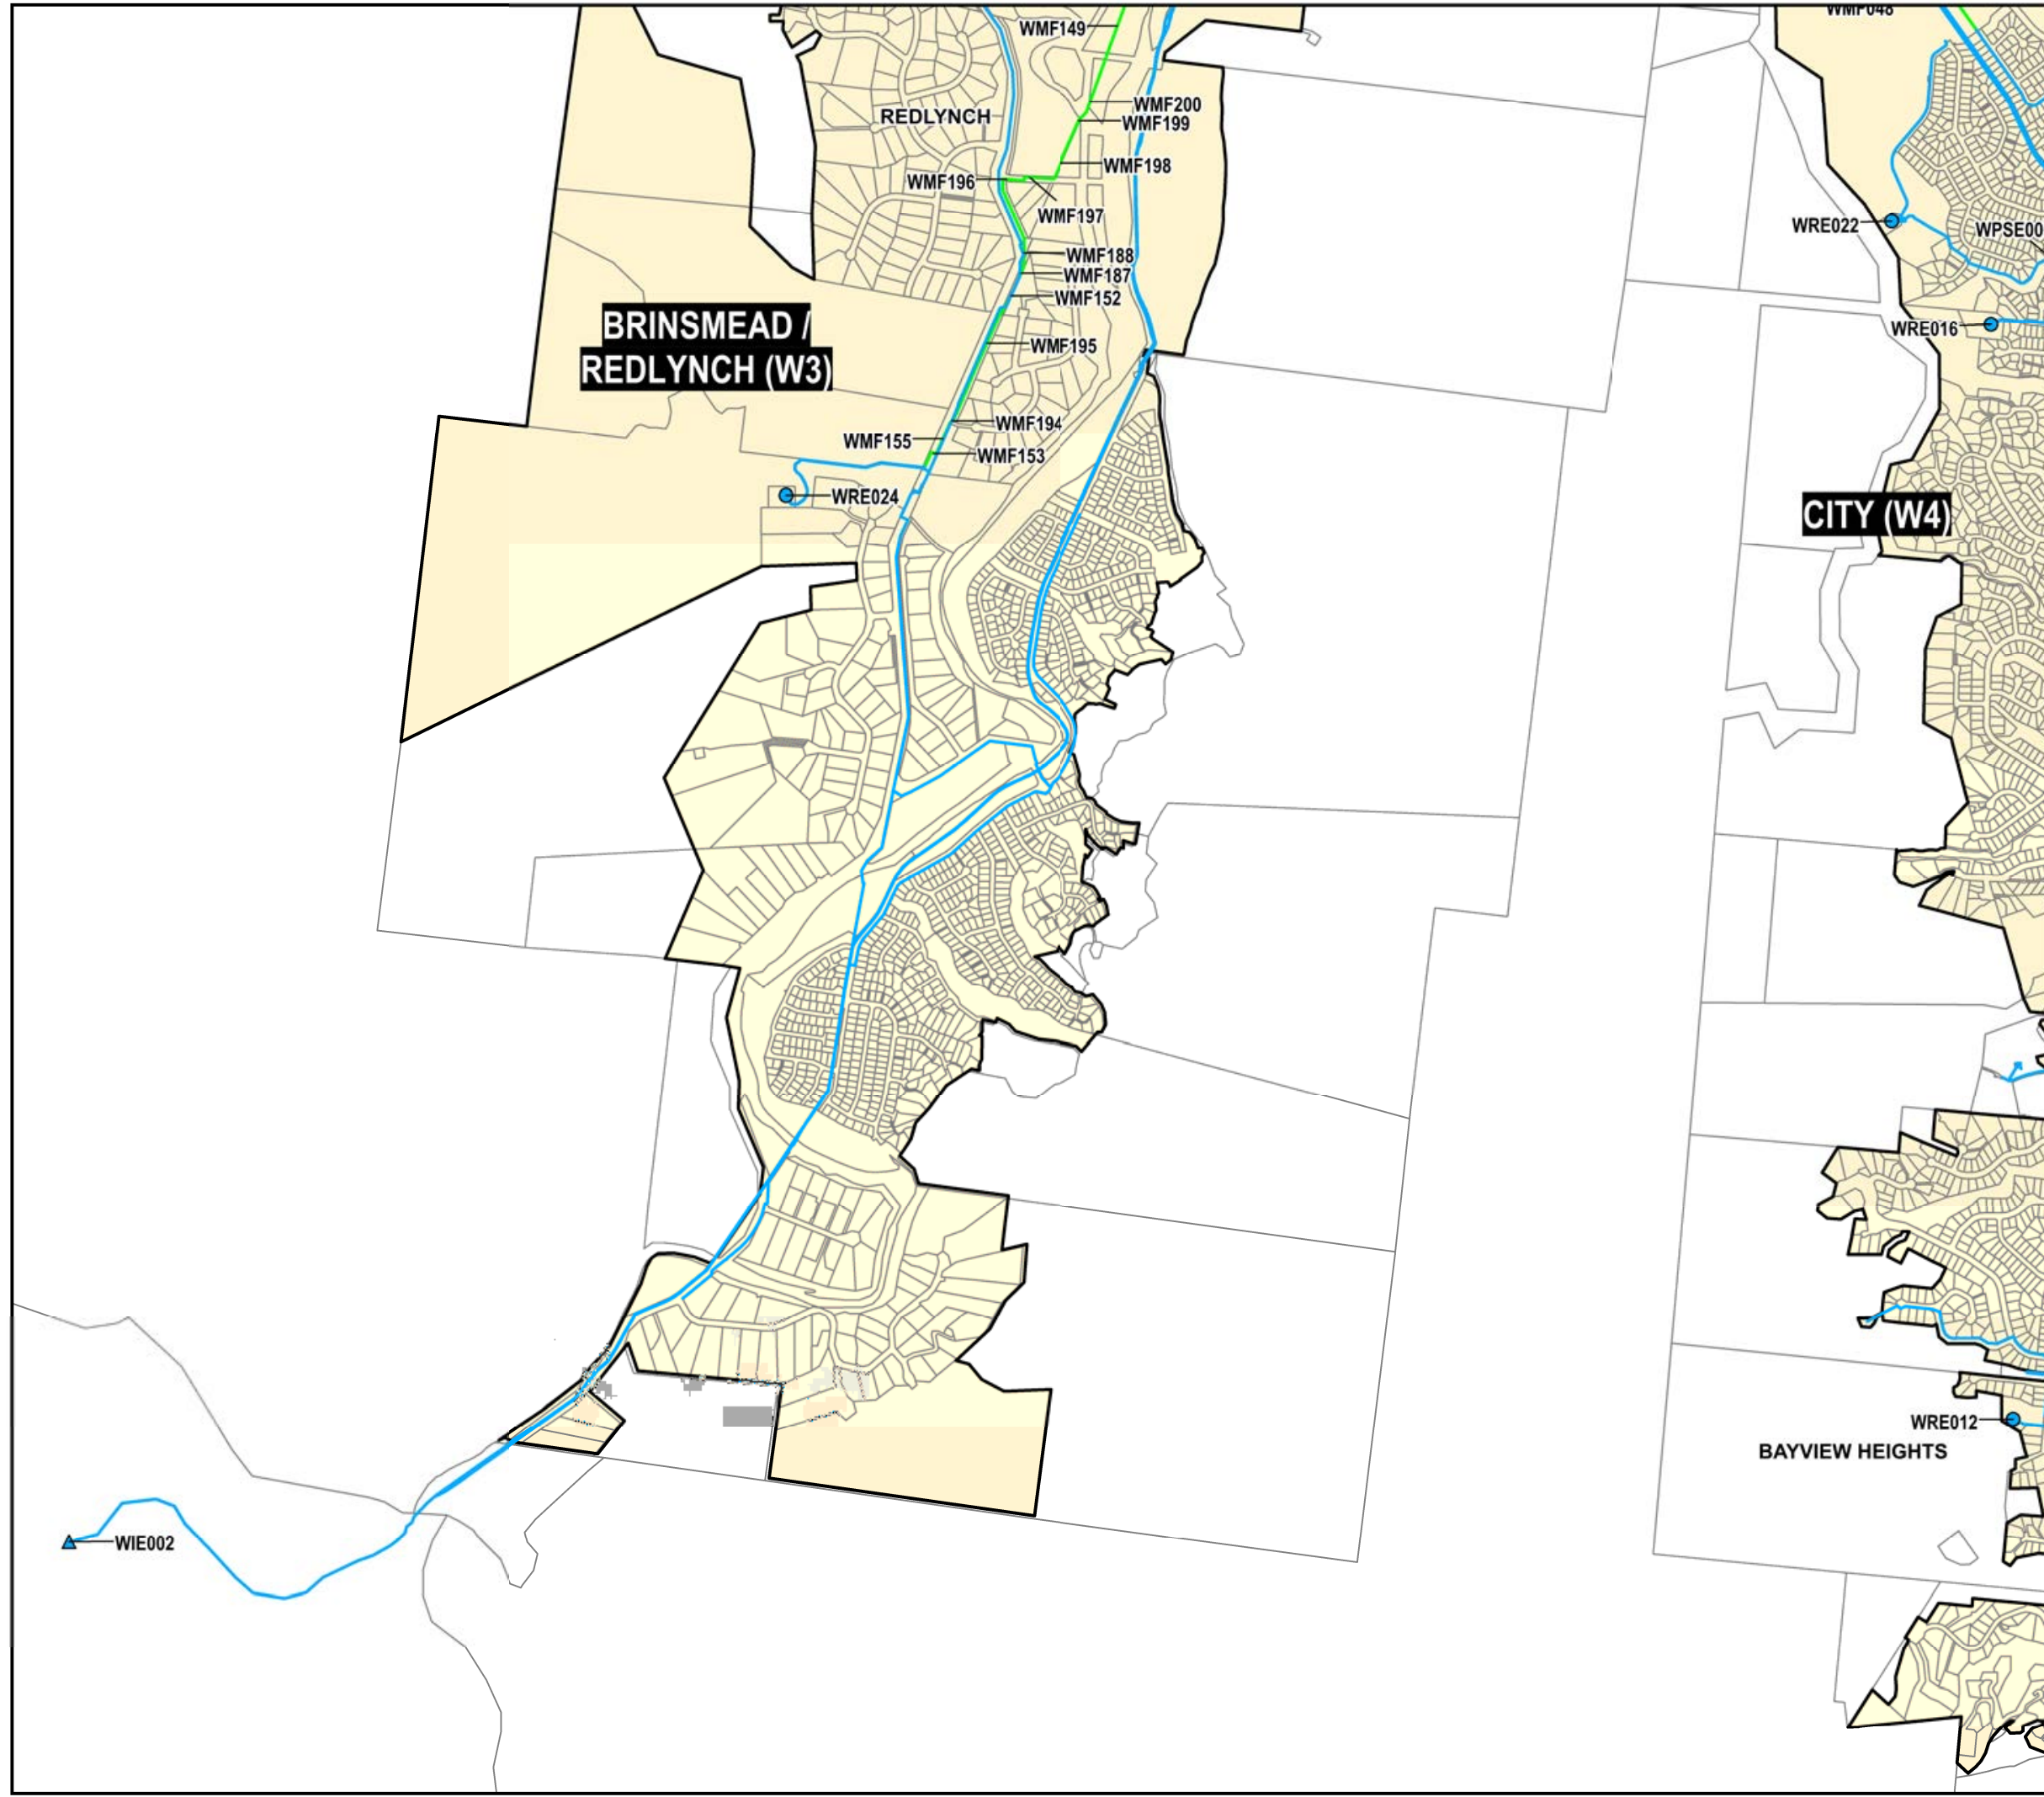 WMF149
WMF048
WMF200
REDLYNCH
WMF199
WMF198
WMF196
WMF197
WRE022
WPSE00
WMF188
WMF187
WMF152
BRINSMEAD /
REDLYNCH (W3)
WRE016
WMF195
WMF194
WMF155
WMF153
WRE024
CITY (W4)
WRE012
BAYVIEW HEIGHTS
WIE002